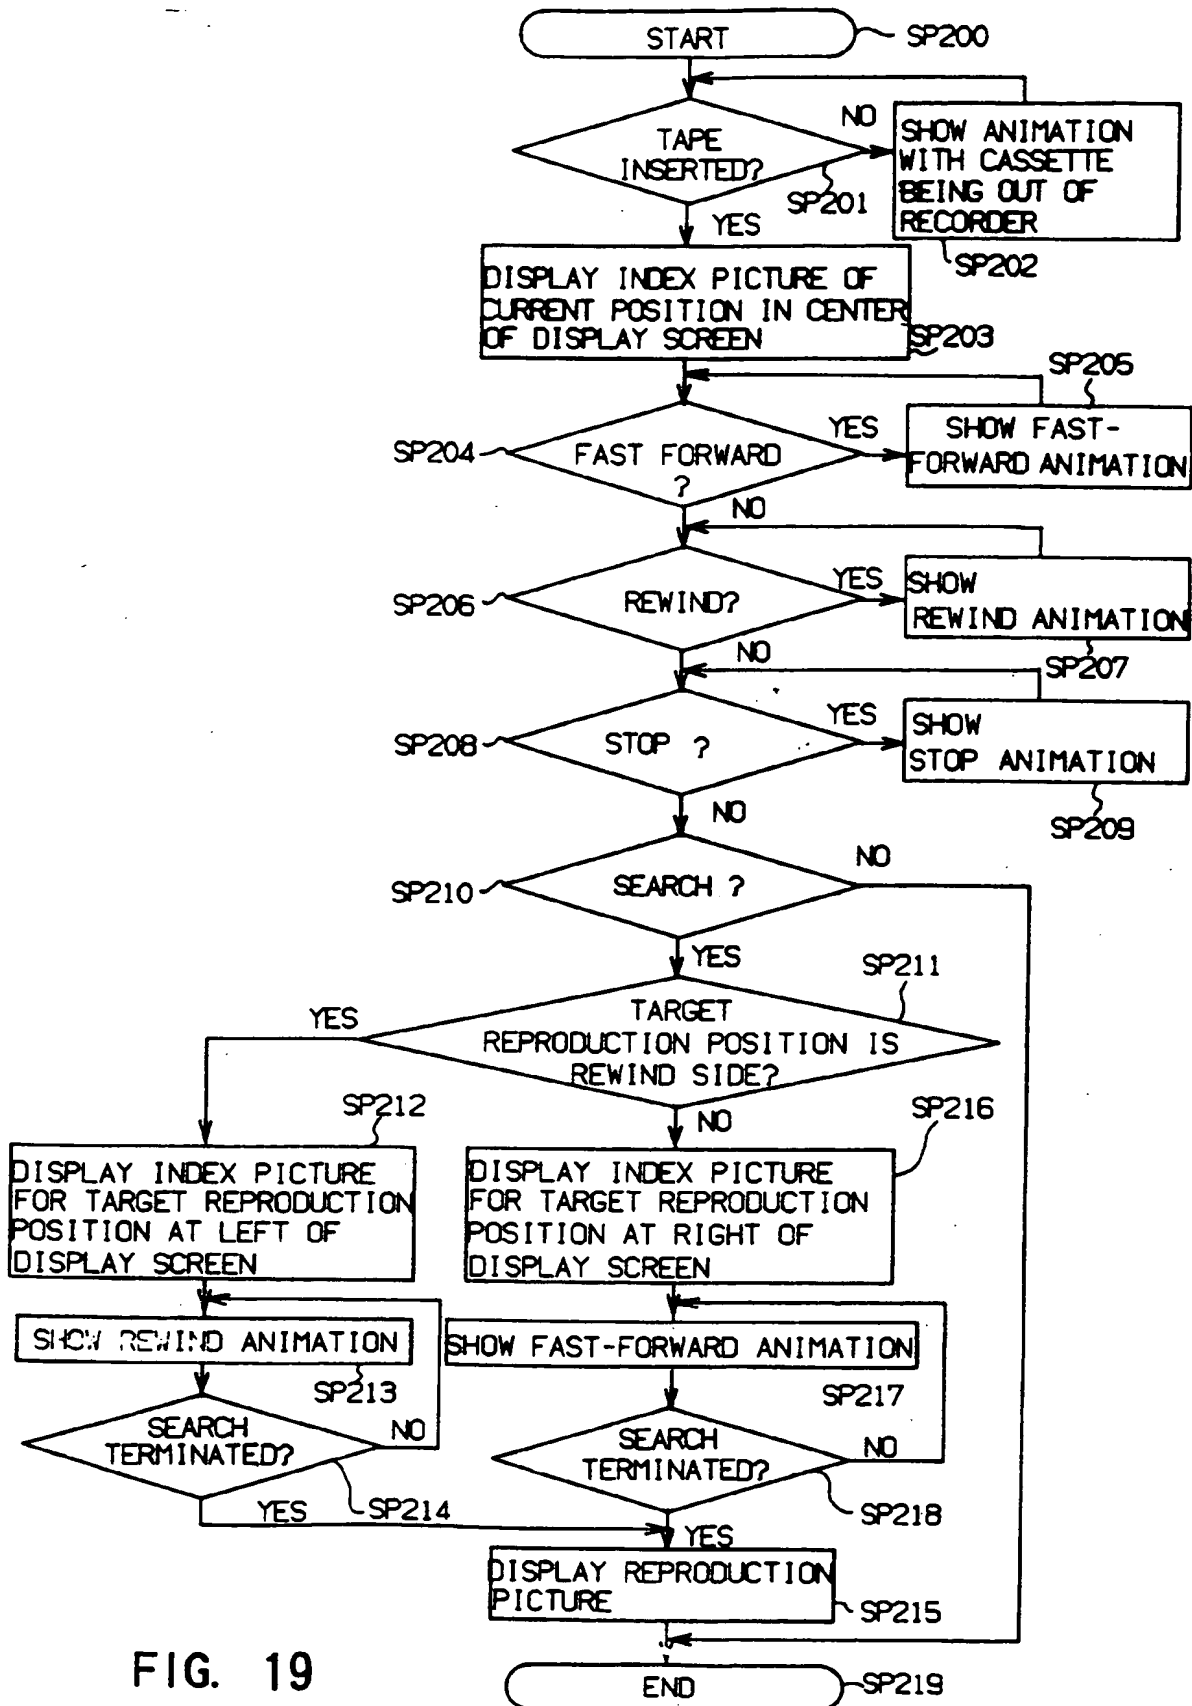 START
SP200
TAPE
INSERTED?
SP201
NO
SHOW ANIMATION
WITH CASSETTE
BEING OUT OF
RECORDER
SP202
YES
DISPLAY INDEX PICTURE OF
CURRENT POSITION IN CENTER
OF DISPLAY SCREEN
SP203
SP204
FAST FORWARD
?
YES
SP205
SHOW FAST-
FORWARD ANIMATION
NO
SP206
REWIND?
YES
SHOW
REWIND ANIMATION
SP207
NO
SP208
STOP ?
YES
SHOW
STOP ANIMATION
SP209
NO
SP210
SEARCH ?
NO
YES
SP211
TARGET
REPRODUCTION POSITION IS
REWIND SIDE?
YES
NO
SP212
DISPLAY INDEX PICTURE
FOR TARGET REPRODUCTION
POSITION AT LEFT OF
DISPLAY SCREEN
SP216
DISPLAY INDEX PICTURE
FOR TARGET REPRODUCTION
POSITION AT RIGHT OF
DISPLAY SCREEN
SHOW REWIND ANIMATION
SP213
SHOW FAST-FORWARD ANIMATION
SP217
SEARCH
TERMINATED?
NO
SP214
YES
SEARCH
TERMINATED?
NO
SP218
YES
DISPLAY REPRODUCTION
PICTURE
SP215
END
SP219
FIG. 19